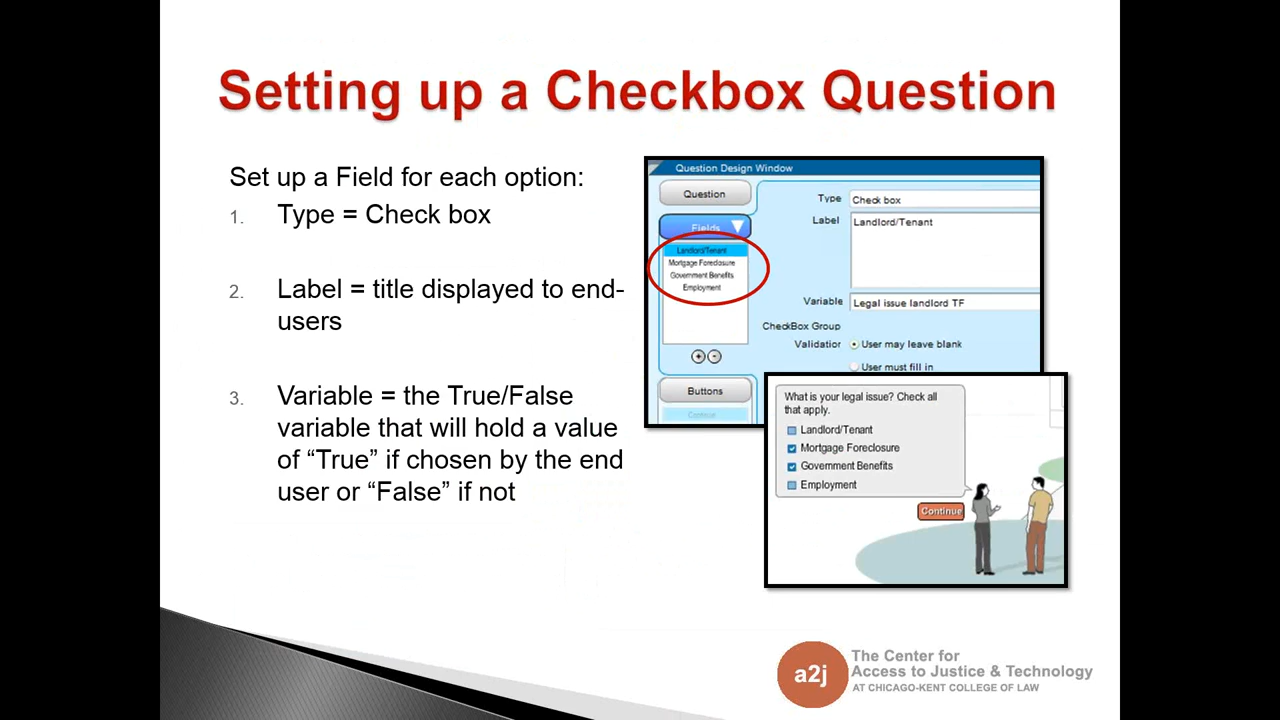 Setting up a Checkbox Question
Set up a Field for each option:
1. Type = Check box
2. Label = title displayed to end-
users
3. Variable = the True/False
variable that will hold a value
of “True” if chosen by the end
user or “False” if not
Question Design Window
Question
Fields
Landlord/Tenant
Mortgage Foreclosure
Government Benefits
Employment
Buttons
Continue
Type Check box
Label Landlord/Tenant
Variable Legal issue landlord TF
CheckBox Group
Validation User may leave blank
User must fill in
What is your legal issue? Check all
that apply.
Landlord/Tenant
Mortgage Foreclosure
Government Benefits
Employment
Continue
a2j
The Center for
Access to Justice & Technology
AT CHICAGO-KENT COLLEGE OF LAW